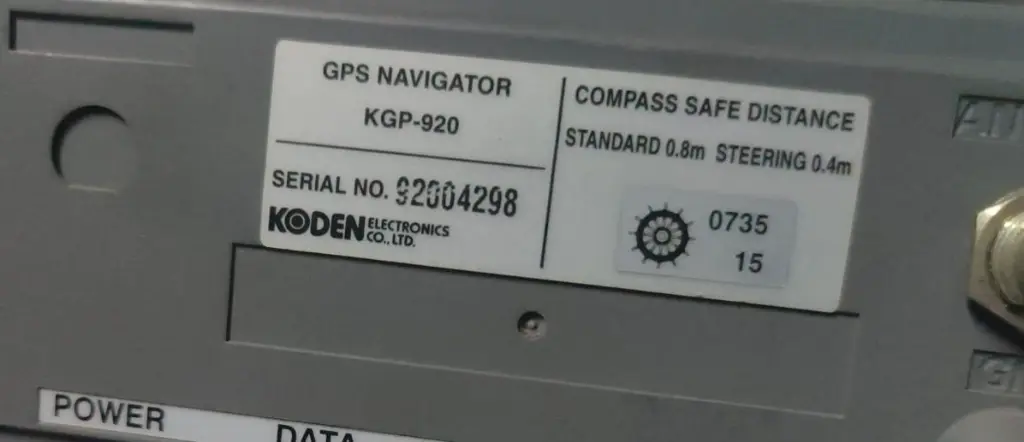 GPS NAVIGATOR
KGP-920
SERIAL NO. 92004298
KODEN ELECTRONICS
CO., LTD.
COMPASS SAFE DISTANCE
STANDARD 0.8m STEERING 0.4m
0735
15
POWER
DATA